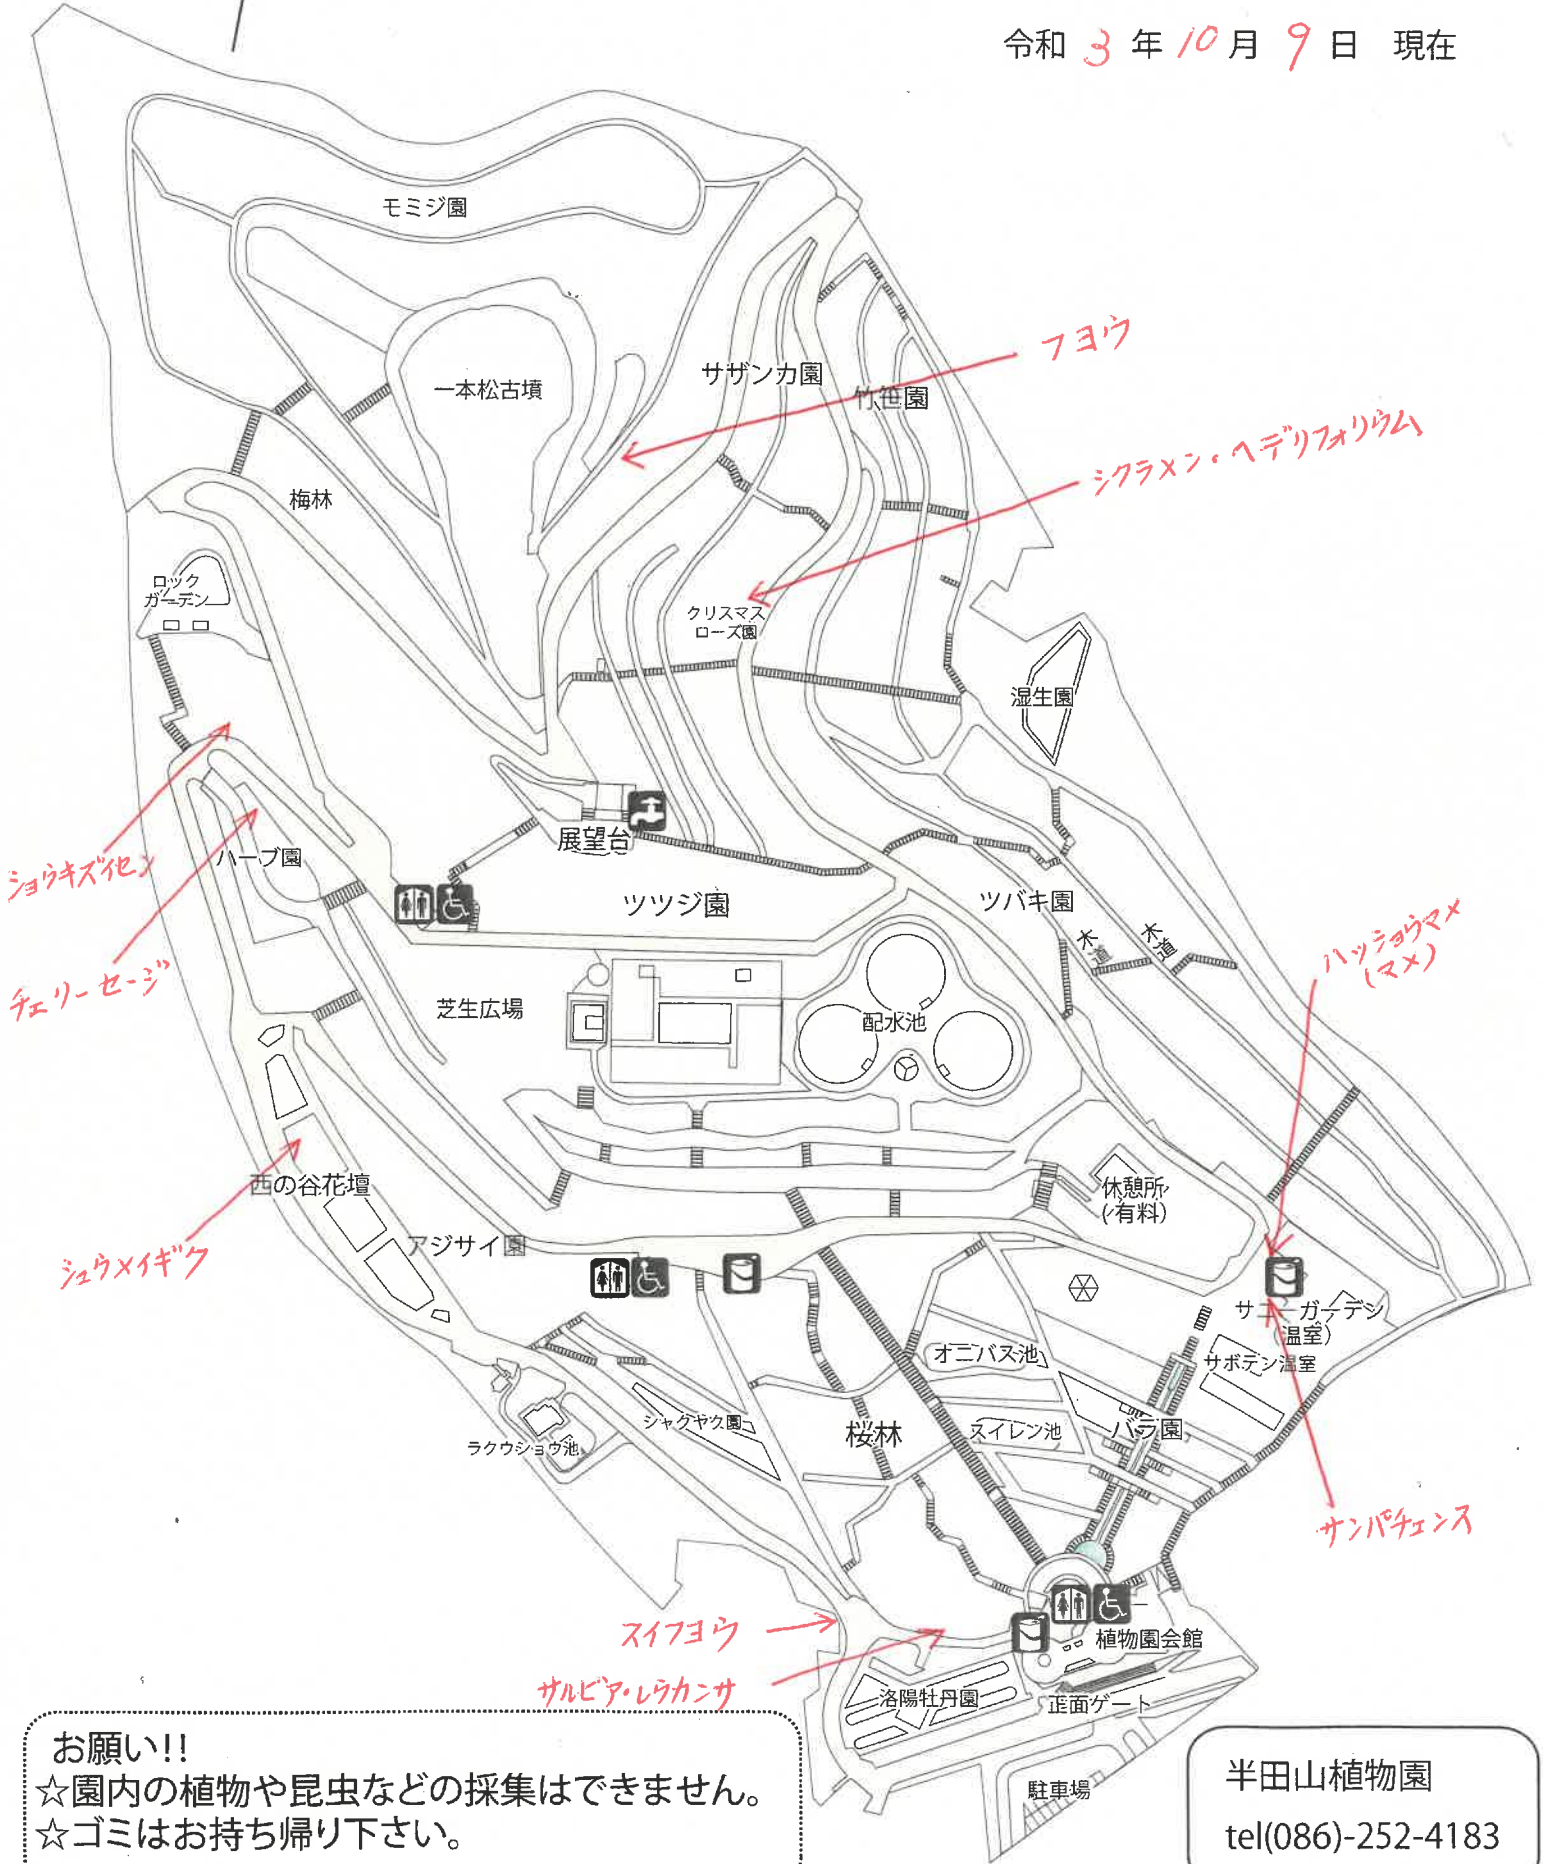 令和 3 年 10 月 9 日 現在
モミジ園
フヨウ
サザンカ園
一本松古墳
竹笹園
シクラメン・ヘデリフォリウム
梅林
ロック
ガーデン
クリスマス
ローズ園
湿生園
展望台
ショウキズイセン
ハーブ園
ツツジ園
ツバキ園
木道
木道
ハッショウマメ
(マメ)
チェリーセージ
芝生広場
配水池
西の谷花壇
休憩所
(有料)
アジサイ園
シュウメイギク
サニーガーデン
(温室)
オニバス池
サボテン温室
シャクヤク園
桜林
スイレン池
バラ園
ラクウショウ池
サンパチェンス
スイフヨウ
植物園会館
サルビア・レウカンサ
洛陽牡丹園
正面ゲート
お願い!!
☆園内の植物や昆虫などの採集はできません。
☆ゴミはお持ち帰り下さい。
駐車場
半田山植物園
tel(086)-252-4183